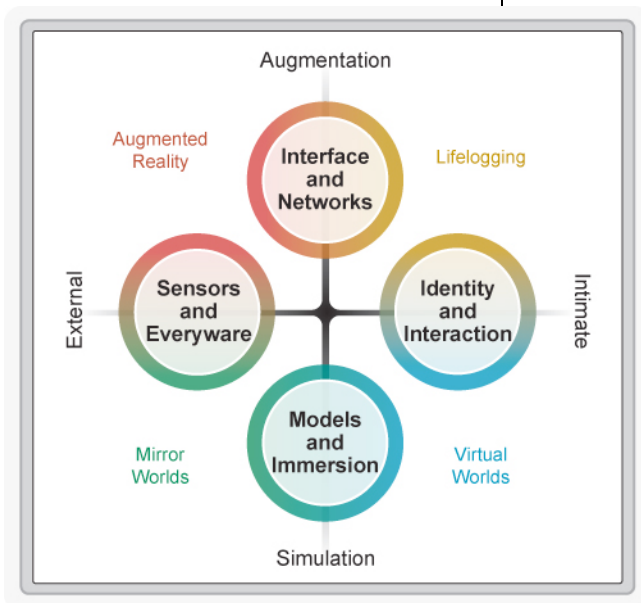 Augmentation
Augmented
Reality
Interface
and
Networks
Lifelogging
External
Sensors
and
Everyware
Identity
and
Interaction
Intimate
Models
and
Immersion
Mirror
Worlds
Virtual
Worlds
Simulation